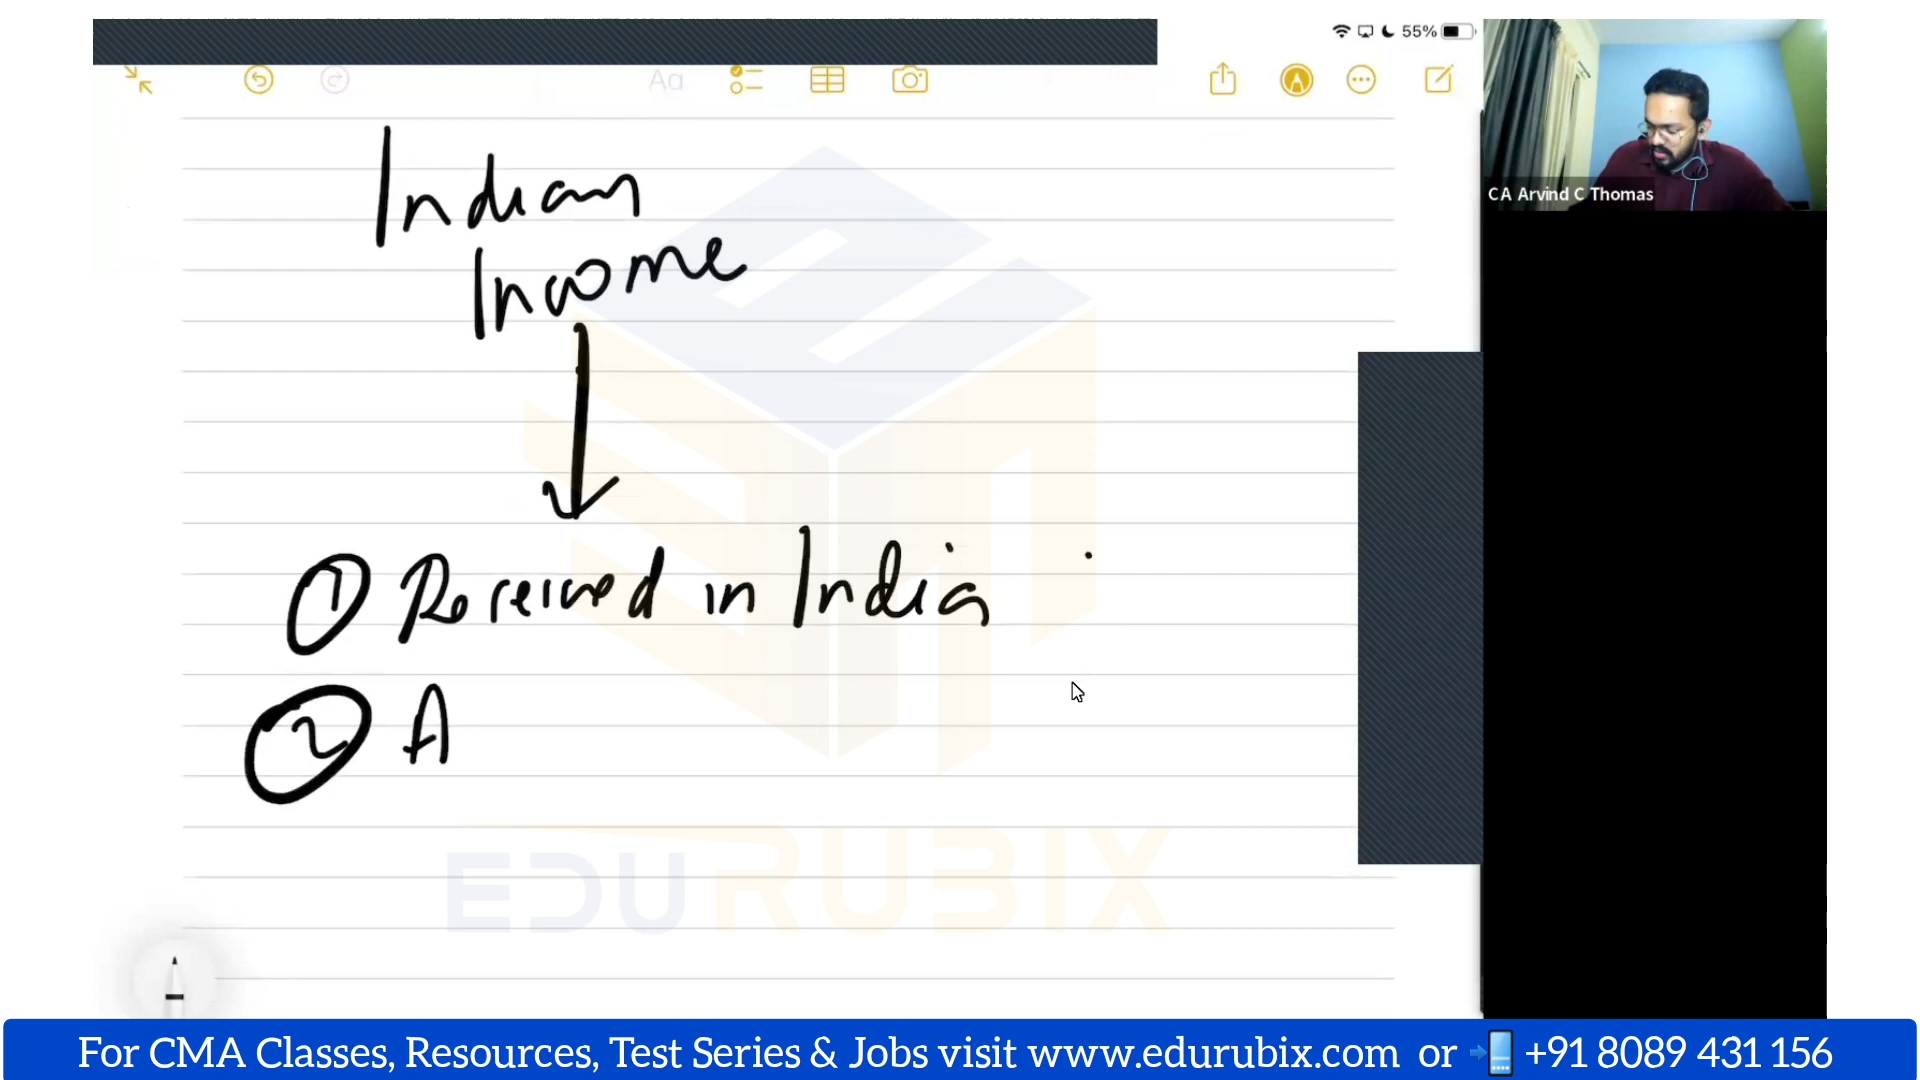 55%
Aa
CA Arvind C Thomas
Indian
Income
1 Received in India
2 A
EDURUBIX
For CMA Classes, Resources, Test Series & Jobs visit www.edurubix.com or +91 8089 431 156